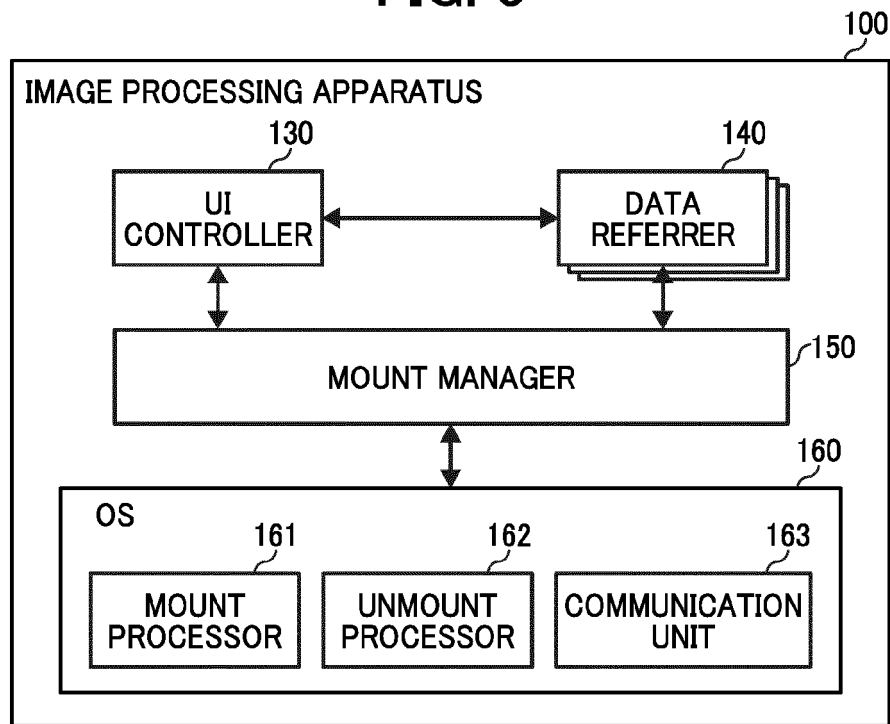 FIG.
100
IMAGE PROCESSING APPARATUS
130
140
UI
CONTROLLER
DATA
REFERRER
150
MOUNT MANAGER
160
OS
161
162
163
MOUNT
PROCESSOR
UNMOUNT
PROCESSOR
COMMUNICATION
UNIT